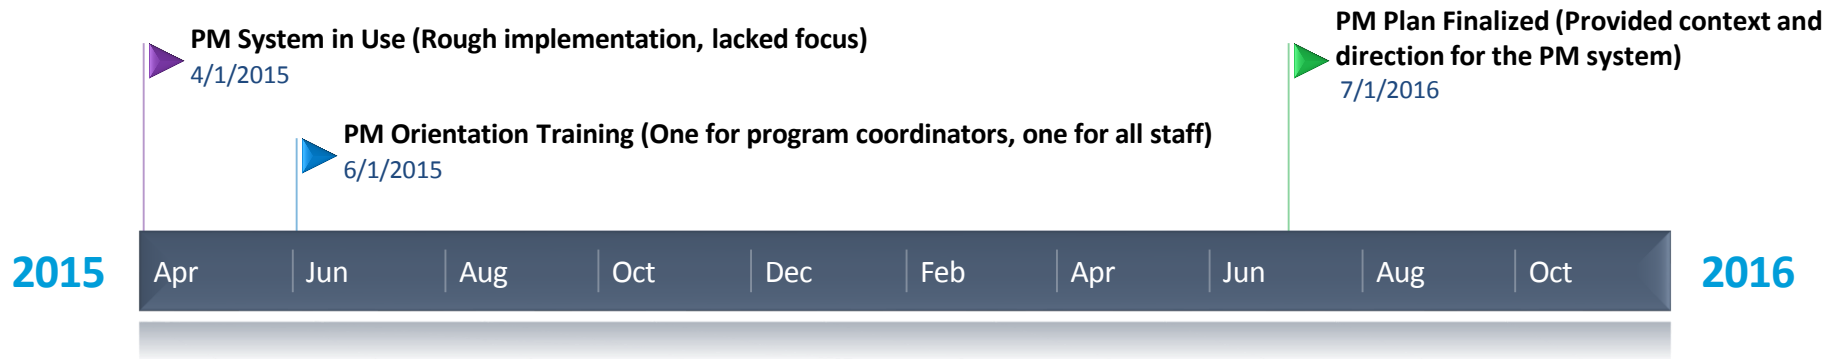 PM System in Use (Rough implementation, lacked focus)
4/1/2015
PM Orientation Training (One for program coordinators, one for all staff)
6/1/2015
PM Plan Finalized (Provided context and
direction for the PM system)
7/1/2016
2015
Apr
Jun
Aug
Oct
Dec
Feb
Apr
Jun
Aug
Oct
2016